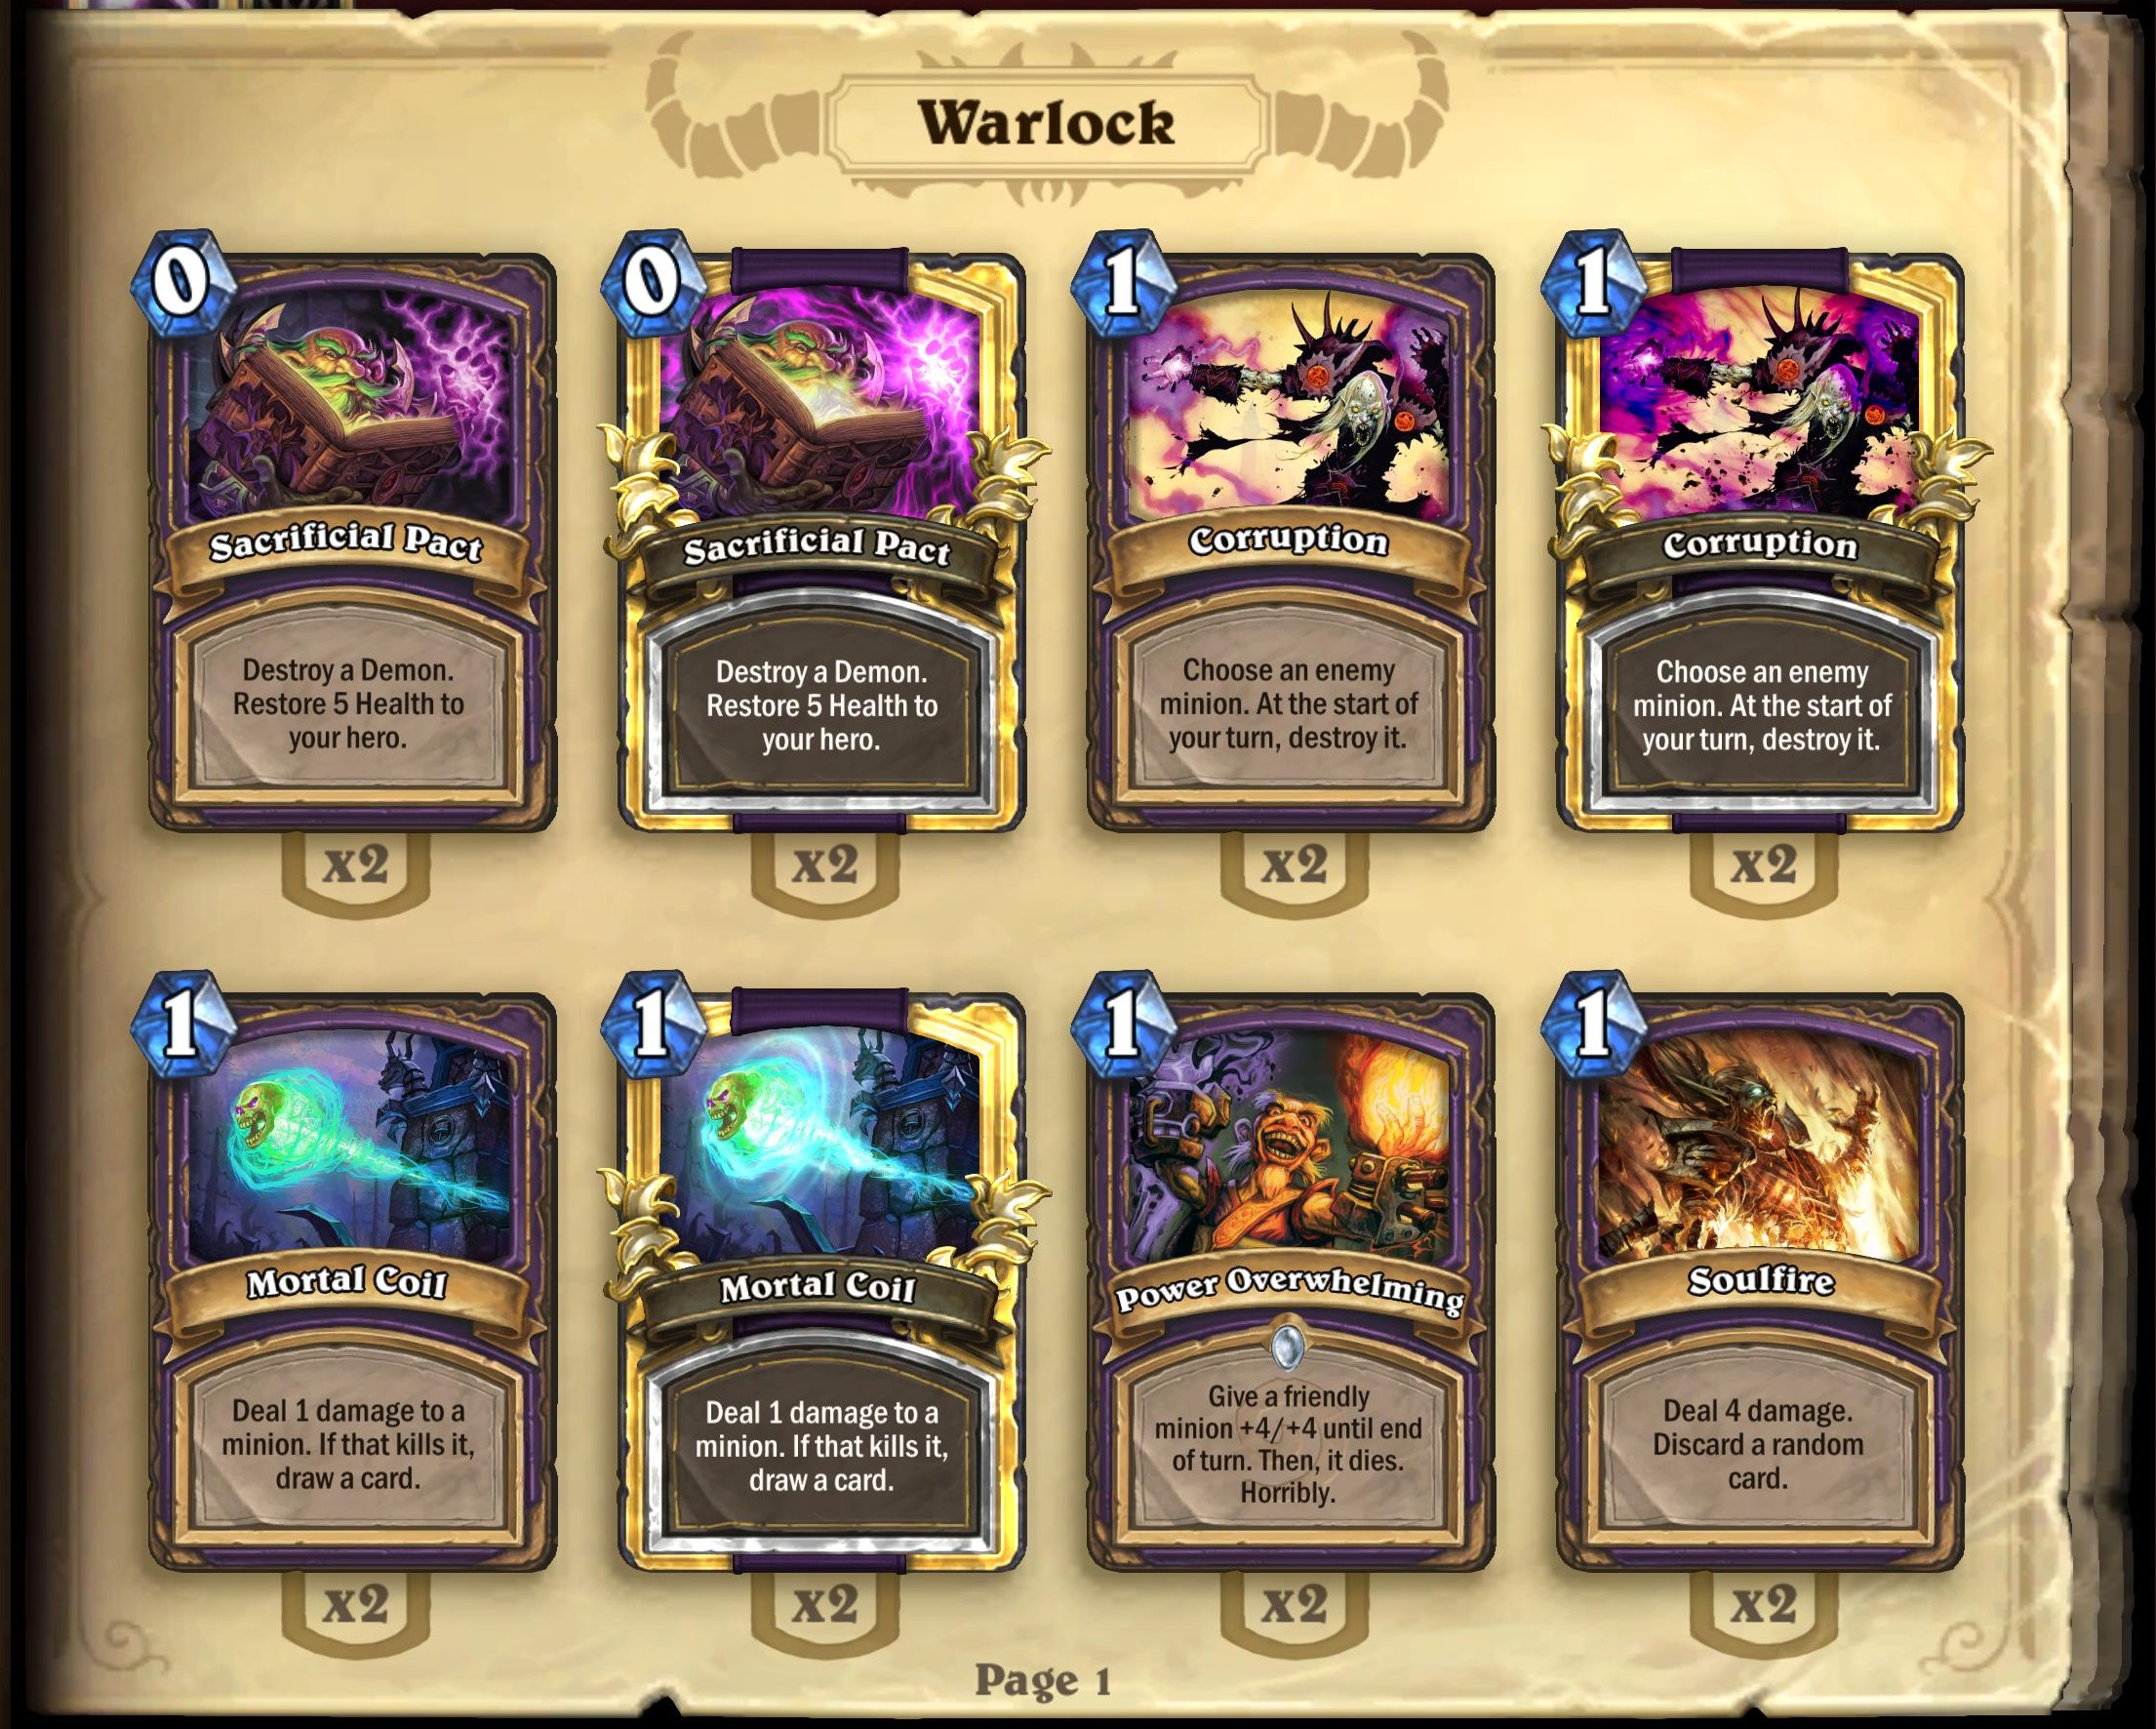 Warlock
0
Sacrificial Pact
Destroy a Demon.
Restore 5 Health to
your hero.
x2
0
Sacrificial Pact
Destroy a Demon.
Restore 5 Health to
your hero.
x2
1
Corruption
Choose an enemy
minion. At the start of
your turn, destroy it.
x2
1
Corruption
Choose an enemy
minion. At the start of
your turn, destroy it.
x2
1
Mortal Coil
Deal 1 damage to a
minion. If that kills it,
draw a card.
x2
1
Mortal Coil
Deal 1 damage to a
minion. If that kills it,
draw a card.
x2
1
Power Overwhelming
Give a friendly
minion +4/+4 until end
of turn. Then, it dies.
Horribly.
x2
1
Soulfire
Deal 4 damage.
Discard a random
card.
x2
Page 1